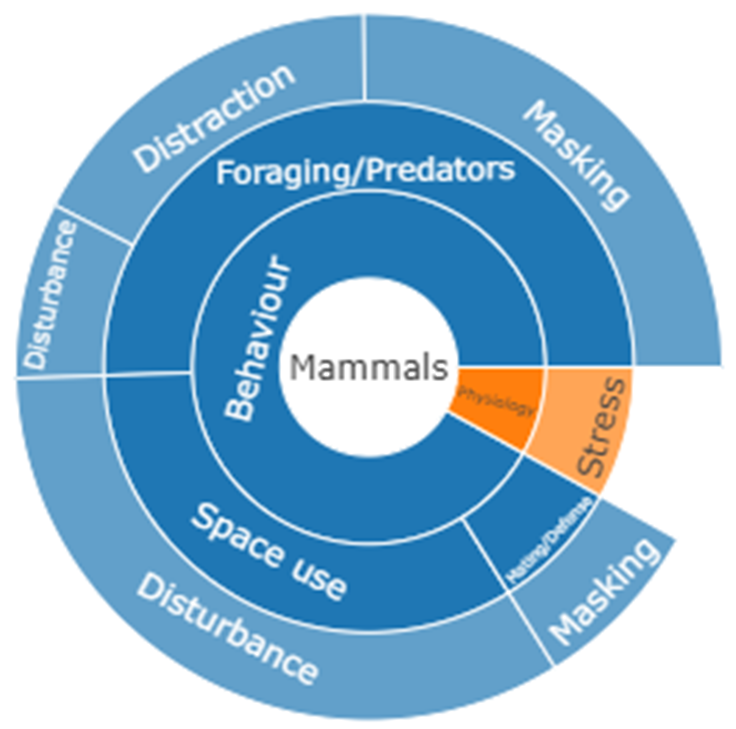 Mammals
Behaviour
Physiology
Foraging/Predators
Space use
Mating/Defense
Stress
Masking
Distraction
Disturbance
Disturbance
Masking